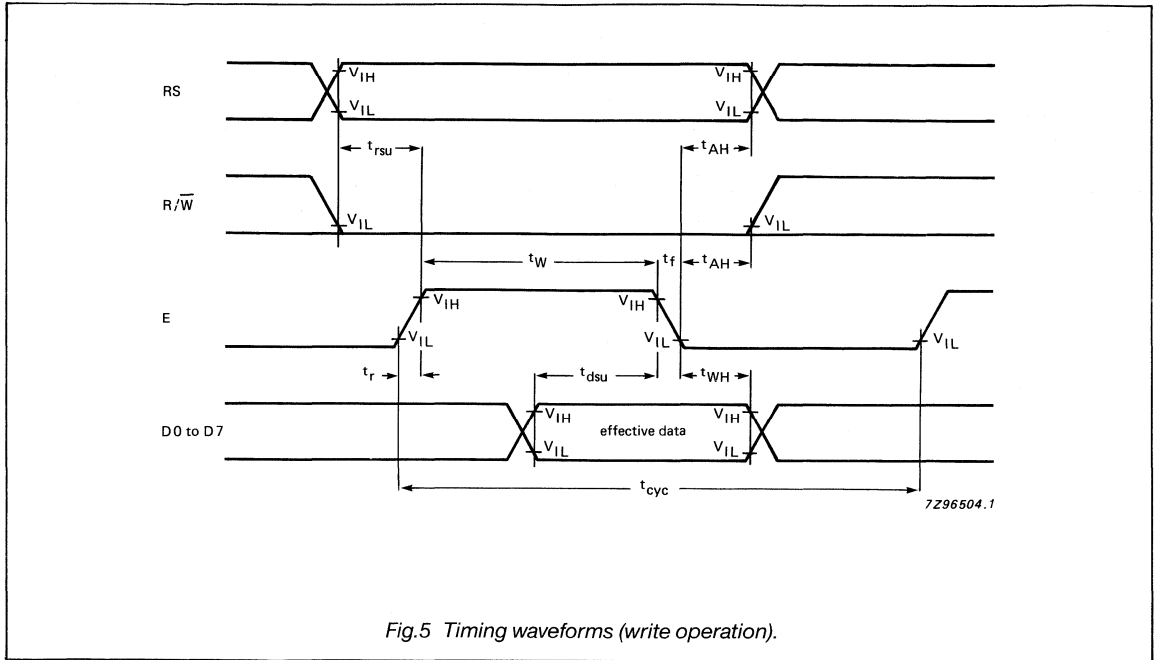 RS
V_IH
V_IL
V_IH
V_IL
t_rsu
t_AH
R/W̅
V_IL
V_IL
t_W
t_f
t_AH
E
V_IH
V_IL
V_IH
V_IL
V_IL
t_r
t_dsu
t_WH
D0 to D7
V_IH
V_IL
effective data
V_IH
V_IL
t_cyc
7Z96504.1
Fig.5 Timing waveforms (write operation).